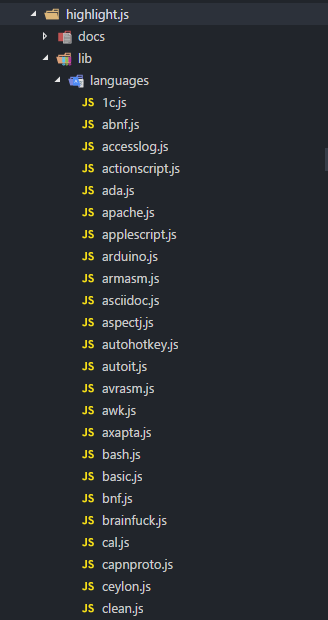 highlight.js
docs
lib
languages
JS 1c.js
JS abnf.js
JS accesslog.js
JS actionscript.js
JS ada.js
JS apache.js
JS applescript.js
JS arduino.js
JS armasm.js
JS asciidoc.js
JS aspectj.js
JS autohotkey.js
JS autoit.js
JS avrasm.js
JS awk.js
JS axapta.js
JS bash.js
JS basic.js
JS bnf.js
JS brainfuck.js
JS cal.js
JS capnproto.js
JS ceylon.js
JS clean.js